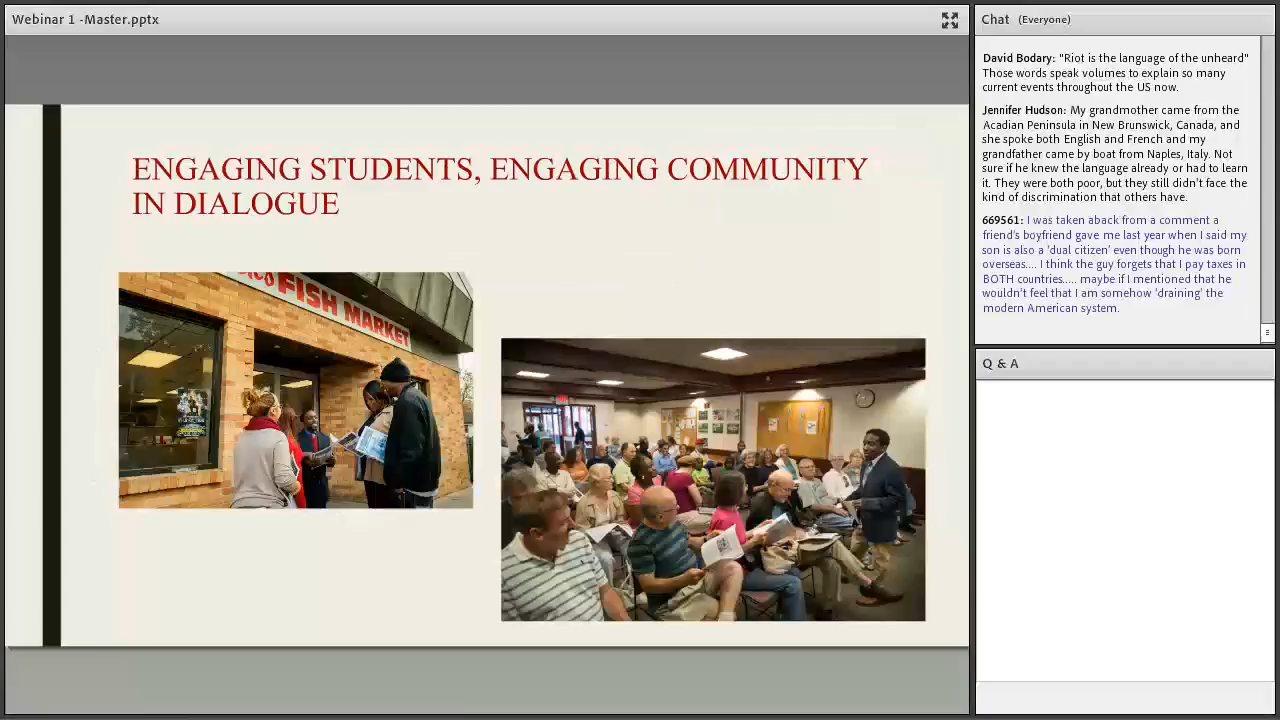 Webinar 1 -Master.pptx
ENGAGING STUDENTS, ENGAGING COMMUNITY
IN DIALOGUE
FISH MARKET
Chat (Everyone)
David Bodary: "Riot is the language of the unheard"
Those words speak volumes to explain so many
current events throughout the US now.
Jennifer Hudson: My grandmother came from the
Acadian Peninsula in New Brunswick, Canada, and
she spoke both English and French and my
grandfather came by boat from Naples, Italy. Not
sure if he knew the language already or had to learn
it. They were both poor, but they still didn't face the
kind of discrimination that others have.
669561: I was taken aback from a comment a
friend's boyfriend gave me last year when I said my
son is also a 'dual citizen' even though he was born
overseas.... I think the guy forgets that I pay taxes in
BOTH countries..... maybe if I mentioned that he
wouldn't feel that I am somehow 'draining' the
modern American system.
Q & A